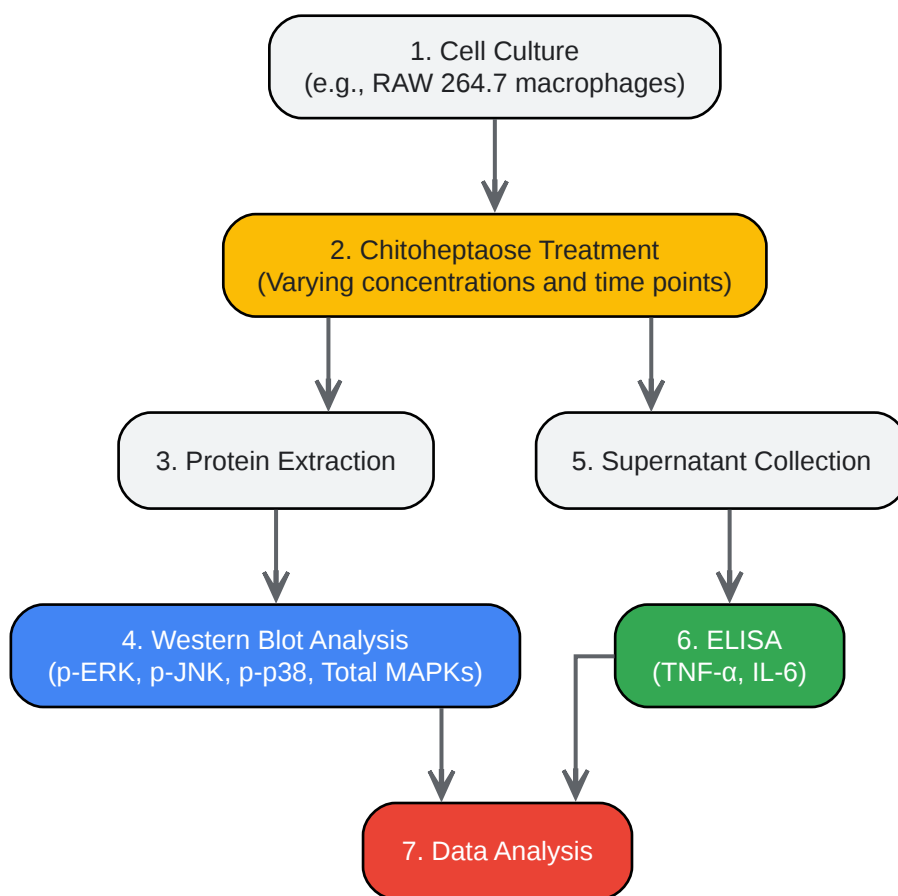 1. Cell Culture
(e.g., RAW 264.7 macrophages)
2. Chitoheptaose Treatment
(Varying concentrations and time points)
3. Protein Extraction
5. Supernatant Collection
4. Western Blot Analysis
(p-ERK, p-JNK, p-p38, Total MAPKs)
6. ELISA
(TNF-α, IL-6)
7. Data Analysis